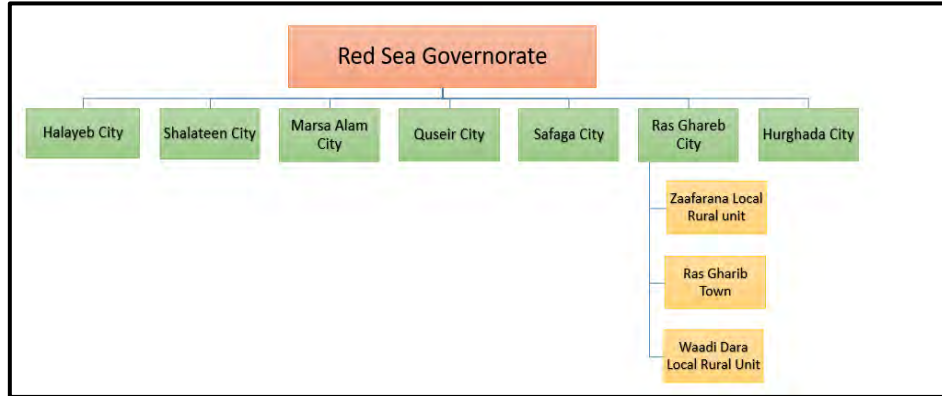 Red Sea Governorate
Halayeb City
Shalateen City
Marsa Alam
City
Quseir City
Safaga City
Ras Ghareb
City
Hurghada City
Zaafarana Local
Rural unit
Ras Gharib
Town
Waadi Dara
Local Rural Unit